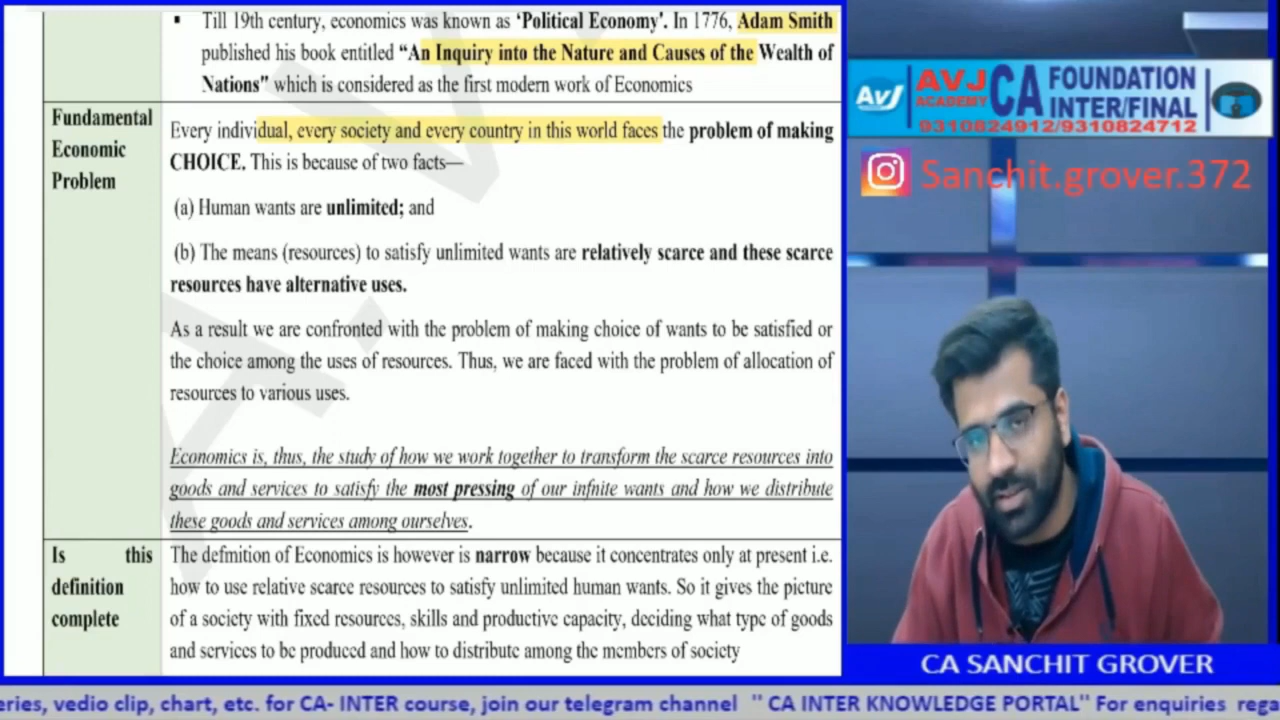 ▪ Till 19th century, economics was known as ‘Political Economy’. In 1776, Adam Smith
published his book entitled “An Inquiry into the Nature and Causes of the Wealth of
Nations” which is considered as the first modern work of Economics
Fundamental
Economic
Problem
Every individual, every society and every country in this world faces the problem of making
CHOICE. This is because of two facts—
(a) Human wants are unlimited; and
(b) The means (resources) to satisfy unlimited wants are relatively scarce and these scarce
resources have alternative uses.
As a result we are confronted with the problem of making choice of wants to be satisfied or
the choice among the uses of resources. Thus, we are faced with the problem of allocation of
resources to various uses.
Economics is, thus, the study of how we work together to transform the scarce resources into
goods and services to satisfy the most pressing of our infnite wants and how we distribute
these goods and services among ourselves.
Is this
definition
complete
The defmition of Economics is however is narrow because it concentrates only at present i.e.
how to use relative scarce resources to satisfy unlimited human wants. So it gives the picture
of a society with fixed resources, skills and productive capacity, deciding what type of goods
and services to be produced and how to distribute among the members of society
AVJ
AVJ
ACADEMY
CA
FOUNDATION
INTER/FINAL
9310824912/9310824712
Sanchit.grover.372
CA SANCHIT GROVER
eries, vedio clip, chart, etc. for CA- INTER course, join our telegram channel " CA INTER KNOWLEDGE PORTAL" For enquiries rega